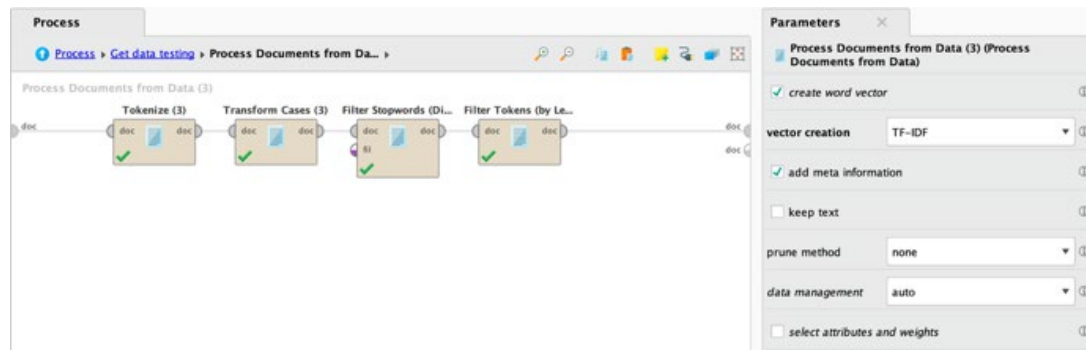 Process
Process ▸ Get data testing ▸ Process Documents from Da... ▸
Process Documents from Data (3)
Tokenize (3) Transform Cases (3) Filter Stopwords (Di... Filter Tokens (by Le...
doc doc doc doc doc doc doc doc doc doc
fil doc
Parameters ×
Process Documents from Data (3) (Process
Documents from Data)
create word vector
vector creation TF-IDF
add meta information
keep text
prune method none
data management auto
select attributes and weights